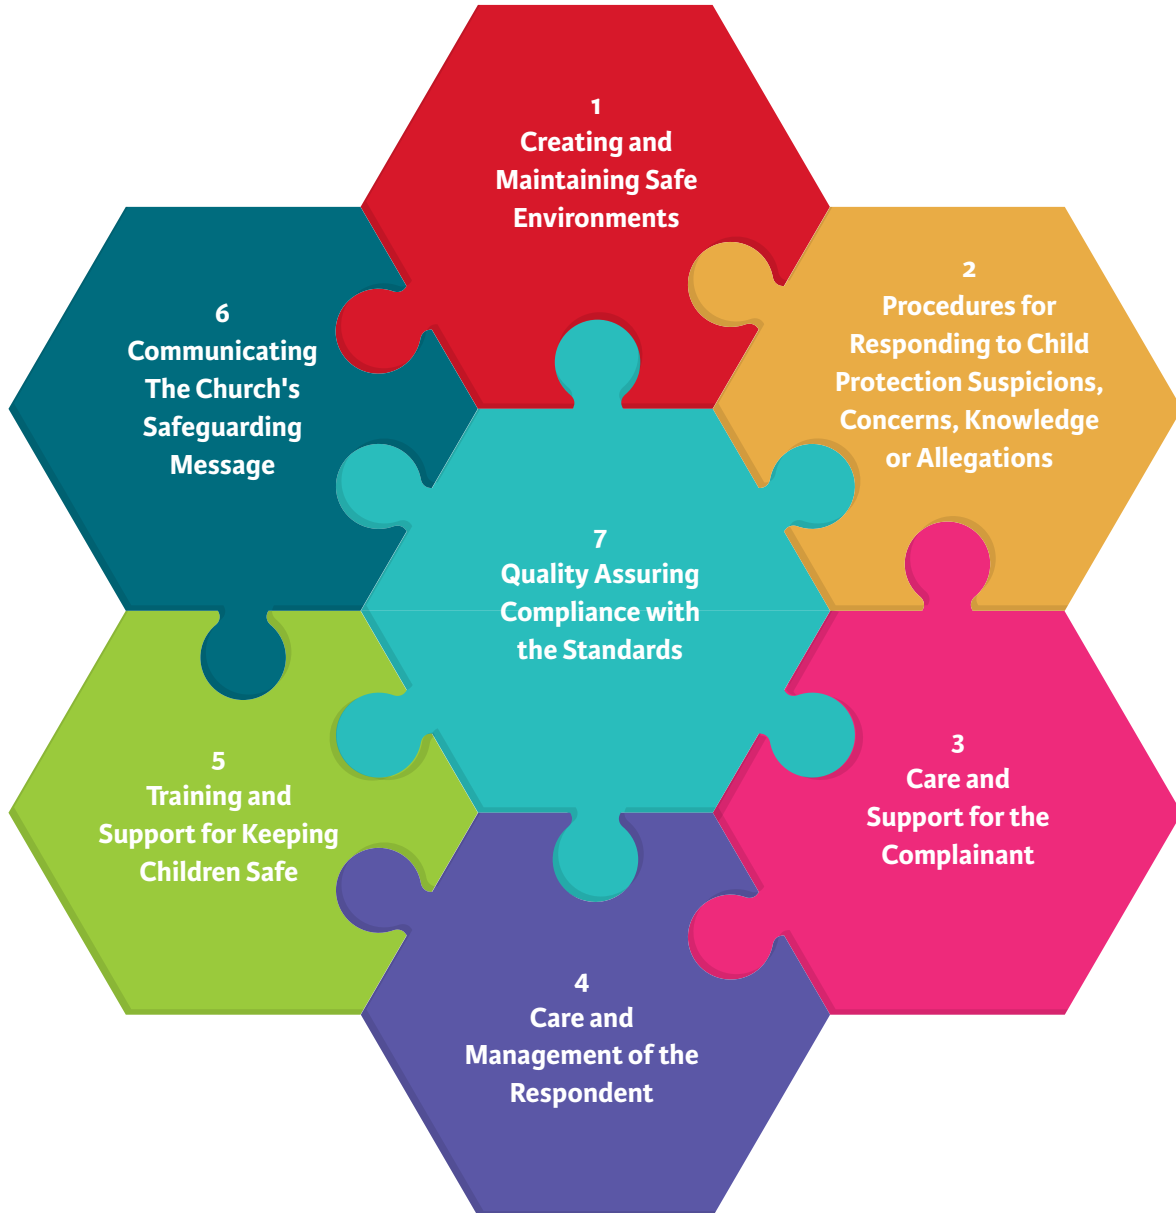 1
Creating and
Maintaining Safe
Environments
2
Procedures for
Responding to Child
Protection Suspicions,
Concerns, Knowledge
or Allegations
3
Care and
Support for the
Complainant
4
Care and
Management of the
Respondent
5
Training and
Support for Keeping
Children Safe
6
Communicating
The Church's
Safeguarding
Message
7
Quality Assuring
Compliance with
the Standards